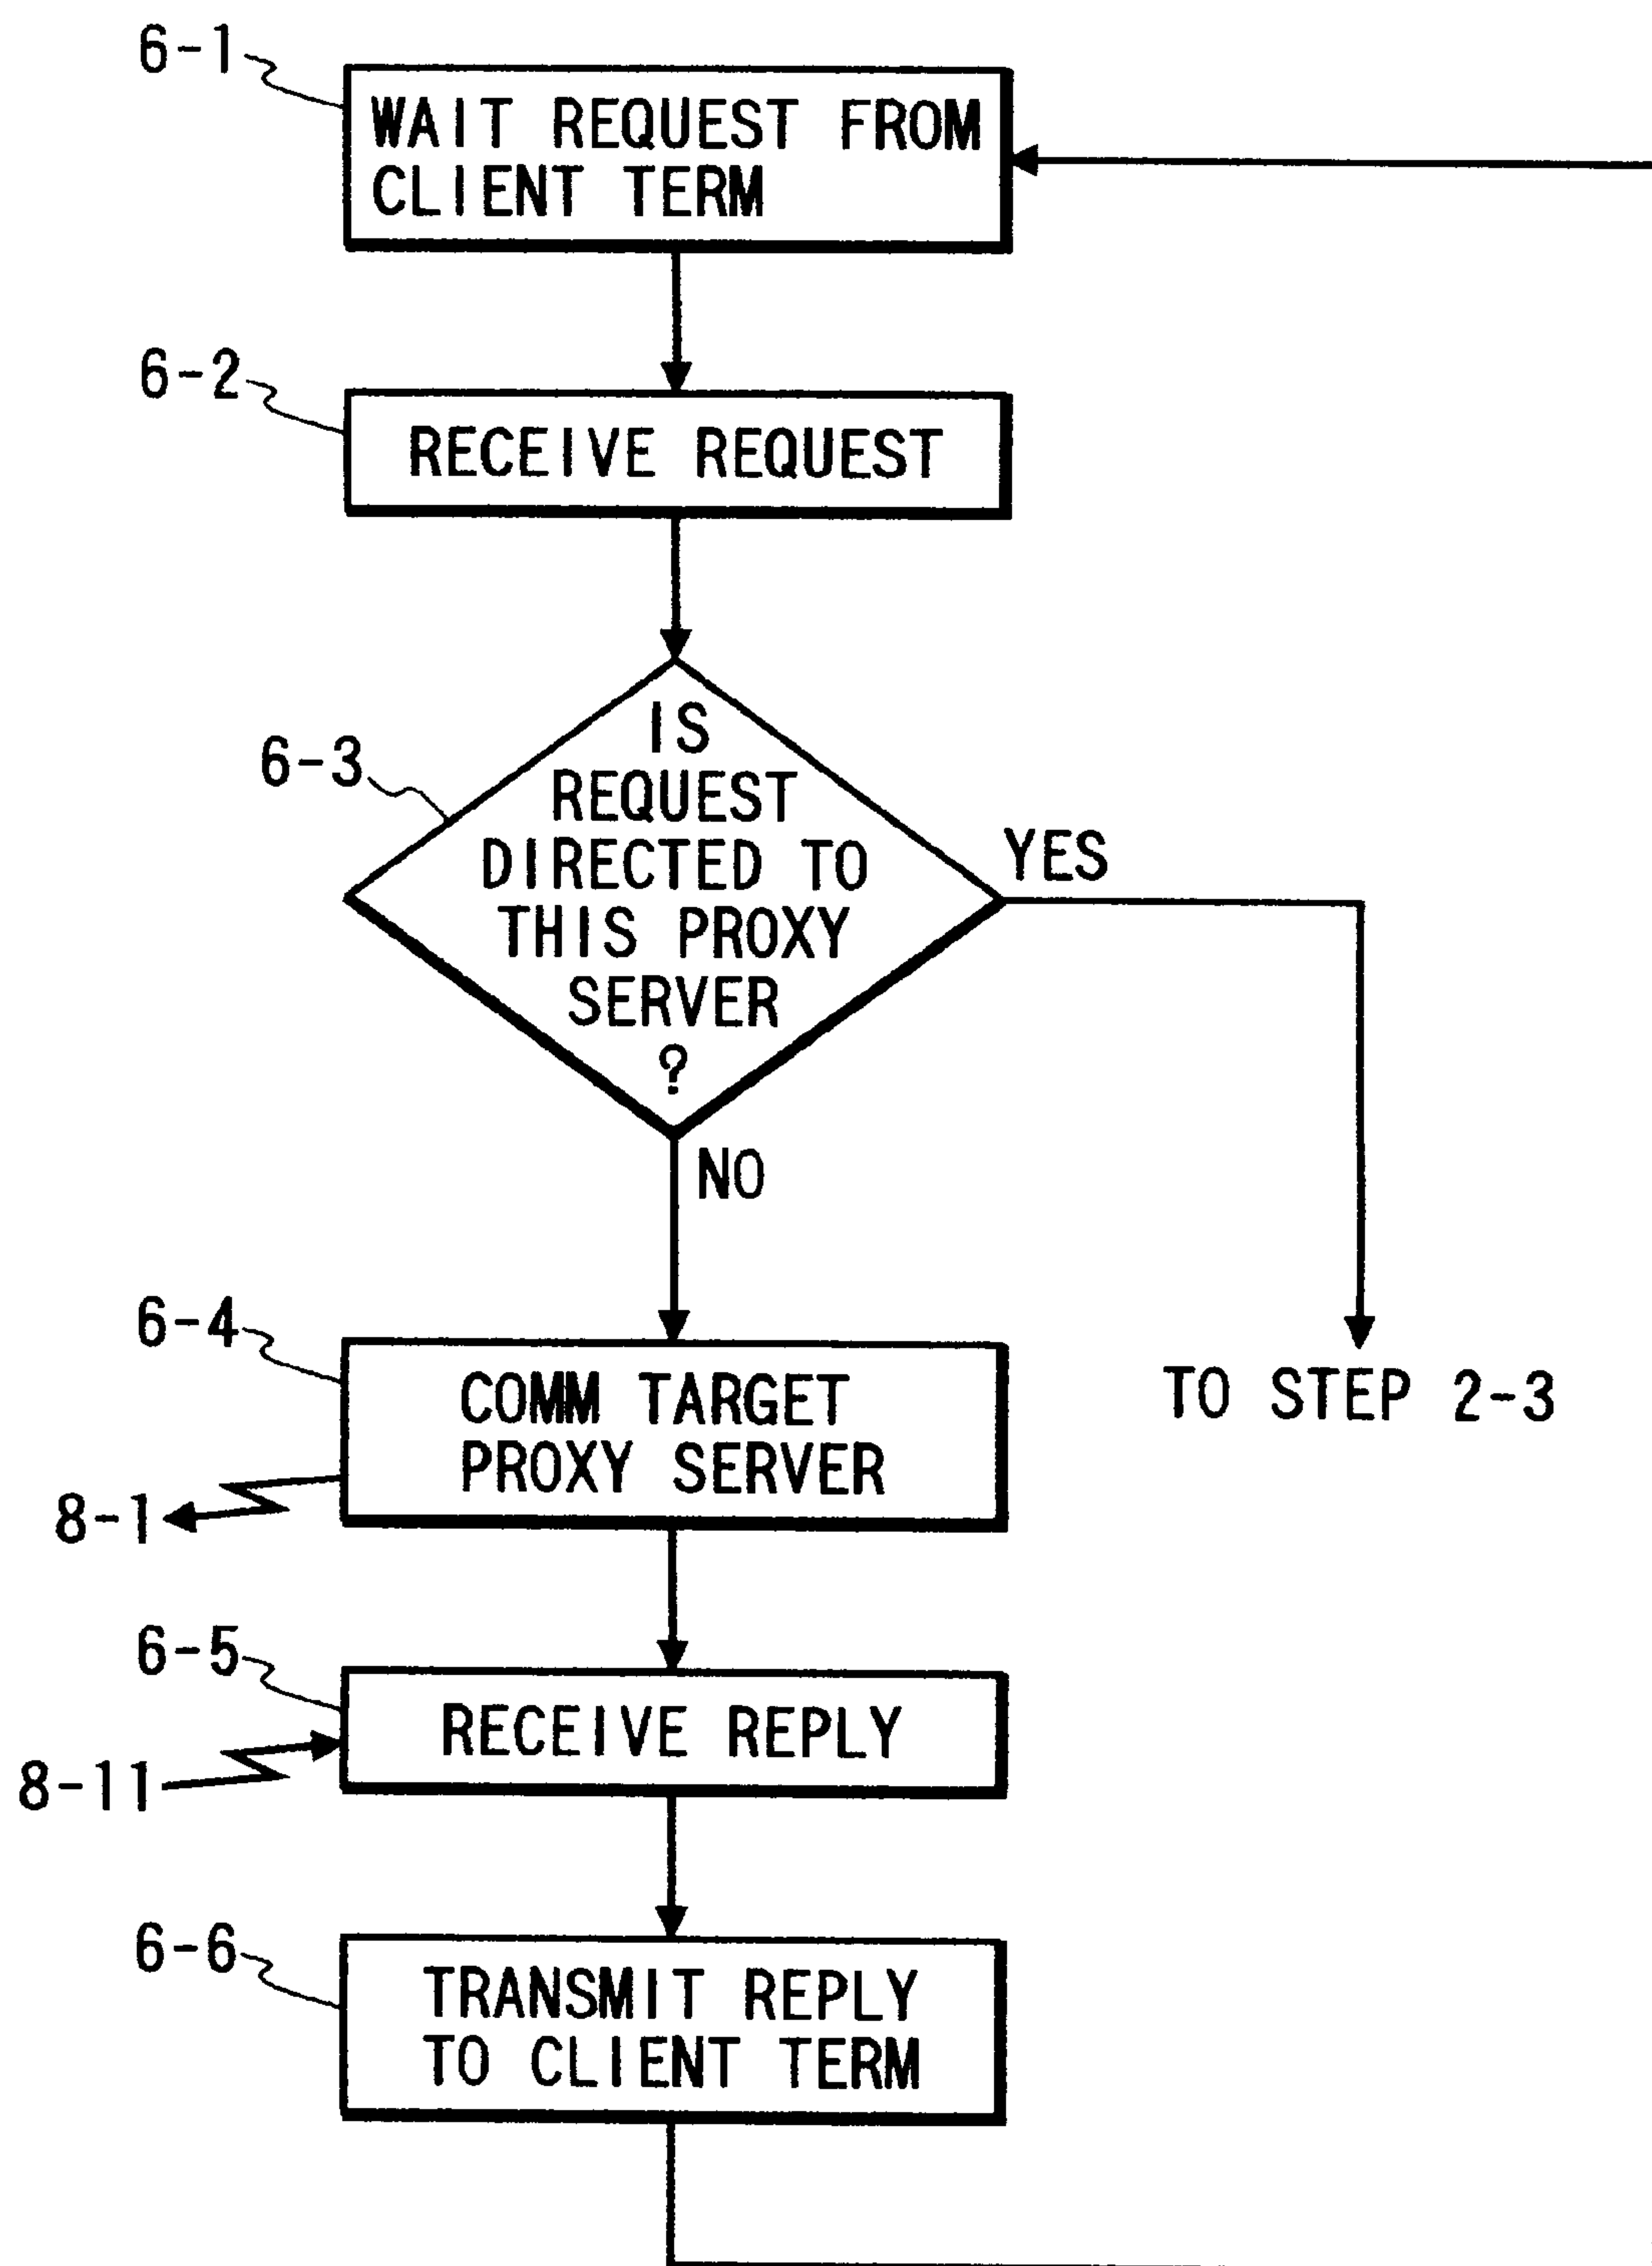 6-1
WAIT REQUEST FROM
CLIENT TERM
6-2
RECEIVE REQUEST
6-3
IS
REQUEST
DIRECTED TO
THIS PROXY
SERVER
?
YES
NO
6-4
COMM TARGET
PROXY SERVER
TO STEP 2-3
8-1
6-5
RECEIVE REPLY
8-11
6-6
TRANSMIT REPLY
TO CLIENT TERM